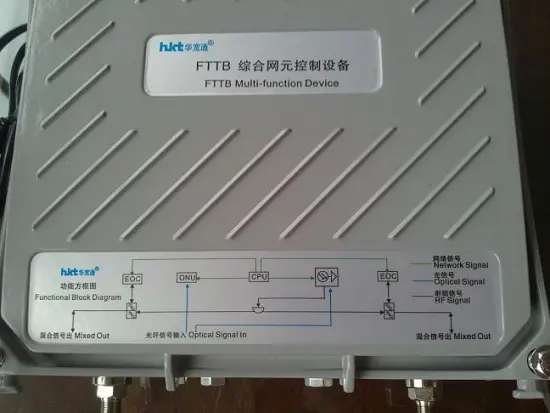 hkt 华宽通®
FTTB 综合网元控制设备
FTTB Multi-function Device
hkt 华宽通®
功能方框图
Functional Block Diagram
EOC
ONU
CPU
EOC
网络信号
Network Signal
光信号
Optical Signal
射频信号
RF Signal
混合信号出 Mixed Out
光纤信号输入 Optical Signal In
混合信号出 Mixed Out